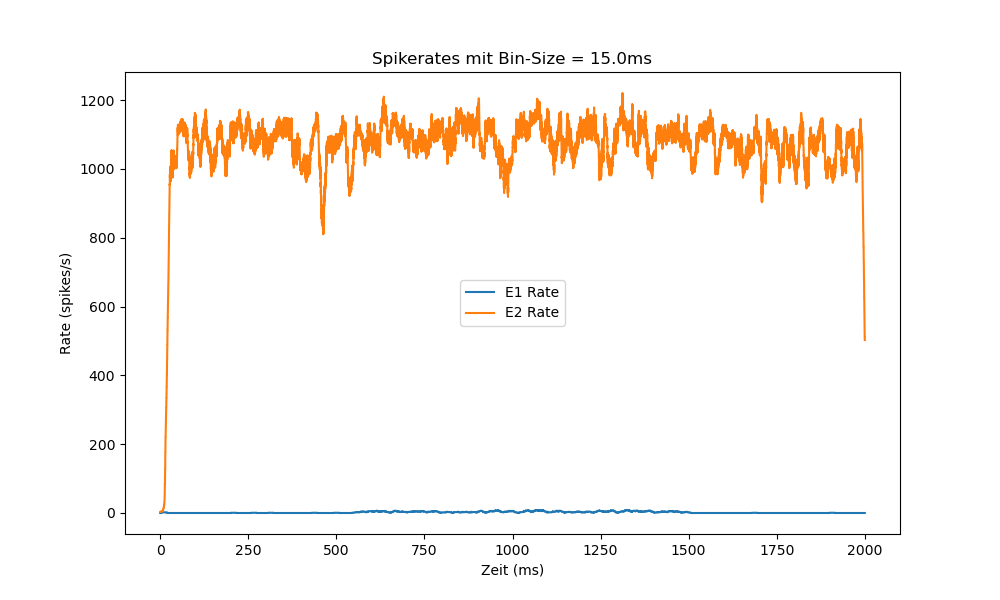 Spikerates mit Bin-Size = 15.0ms
1200
1000
800
600
400
200
0
Rate (spikes/s)
E1 Rate
E2 Rate
0 250 500 750 1000 1250 1500 1750 2000
Zeit (ms)